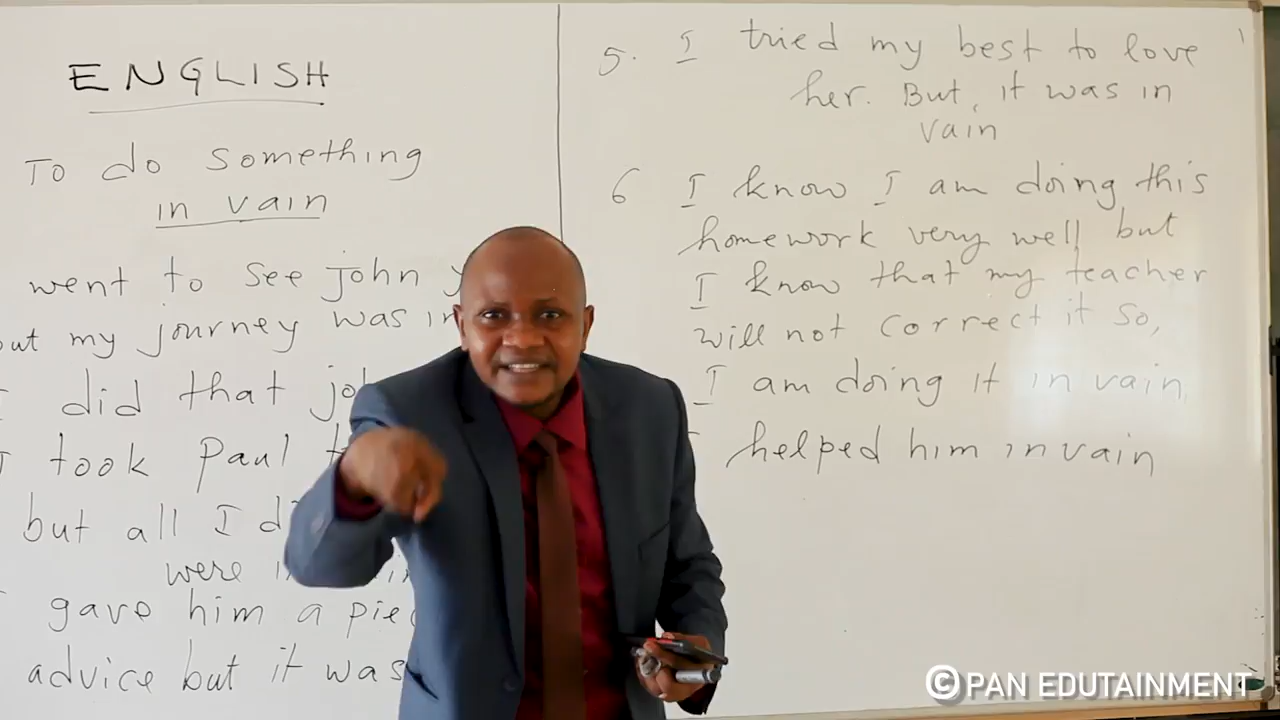 ENGLISH
To do something
in vain
went to see john
but my journey was in
I did that
I took Paul
but all I
were
gave him a
advice but it was
5. I tried my best to love
her. But, it was in
vain
6 I know I am doing this
homework very well but
I know that my teacher
will not correct it so,
I am doing it in vain
I helped him in vain
©PAN EDUTAINMENT